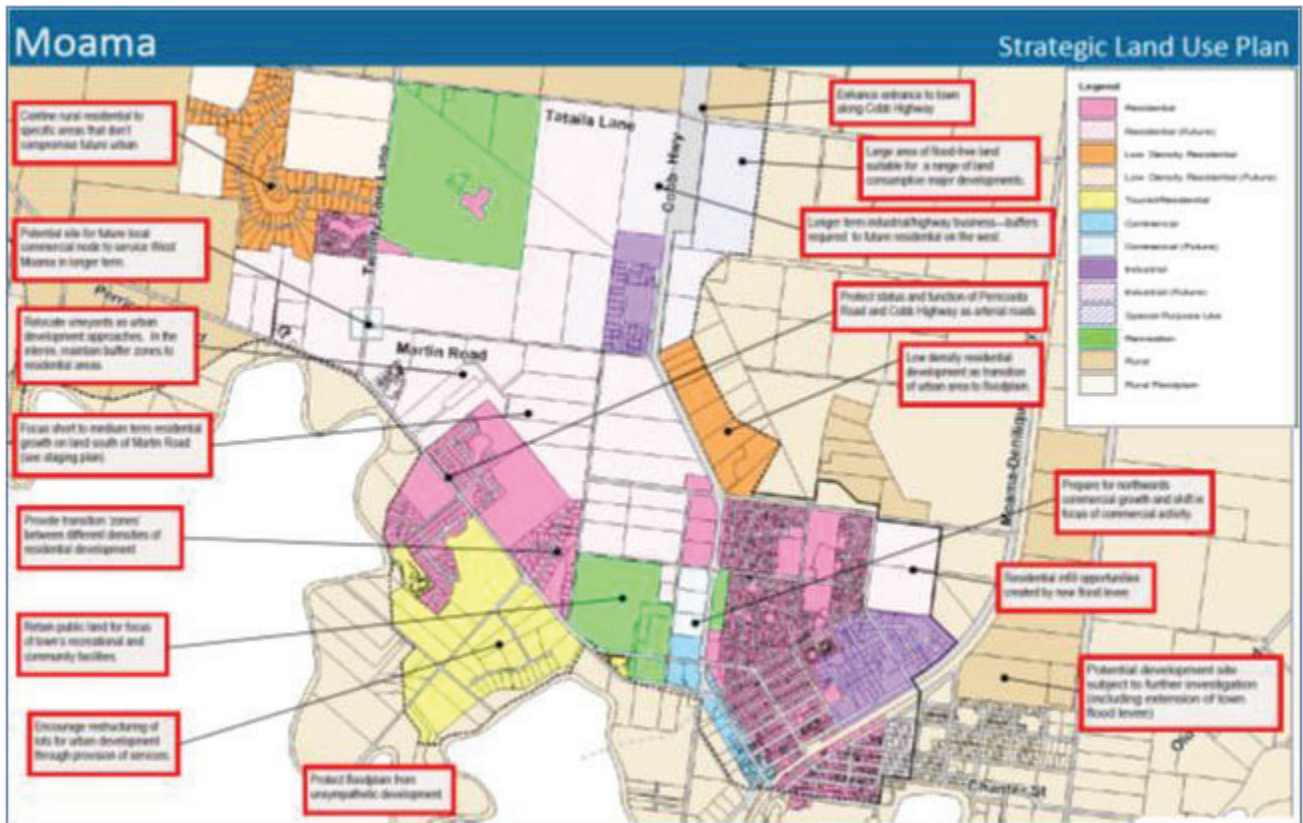 Moama
Strategic Land Use Plan
Confine rural residential to
specific areas that don't
compromise future urban
Potential site for future local
commercial node to service West
Moama in longer term.
Relocate vineyards as urban
development approaches. In the
interim, maintain buffer zones to
residential areas.
Focus short to medium term residential
growth on land south of Martin Road
(see staging plan)
Provide transition 'zones'
between different densities of
residential development
Retain public land for focus
of town's recreational and
community facilities.
Encourage restructuring of
lots for urban development
through provision of services.
Protect floodplain from
unsympathetic development
Tataila Lane
Cobb Hwy
Lane
Martin Road
Moama-Deniliquin
Chanter St
Enhance entrance to town
along Cobb Highway
Large area of flood-free land
suitable for a range of land
consumptive major developments.
Longer term industrial/highway business—buffers
required to future residential on the west.
Protect status and function of Perricoota
Road and Cobb Highway as arterial roads.
Low density residential
development as transition
of urban area to floodplain.
Prepare for northwards
commercial growth and shift in
focus of commercial activity.
Residential infill opportunities
created by new flood levee.
Potential development site
subject to further investigation
(including extension of town
flood levee)
Legend
Residential
Residential (Future)
Low Density Residential
Low Density Residential (Future)
Tourist/Residential
Commercial
Commercial (Future)
Industrial
Industrial (Future)
Special Purpose Use
Recreation
Rural
Rural Floodplain